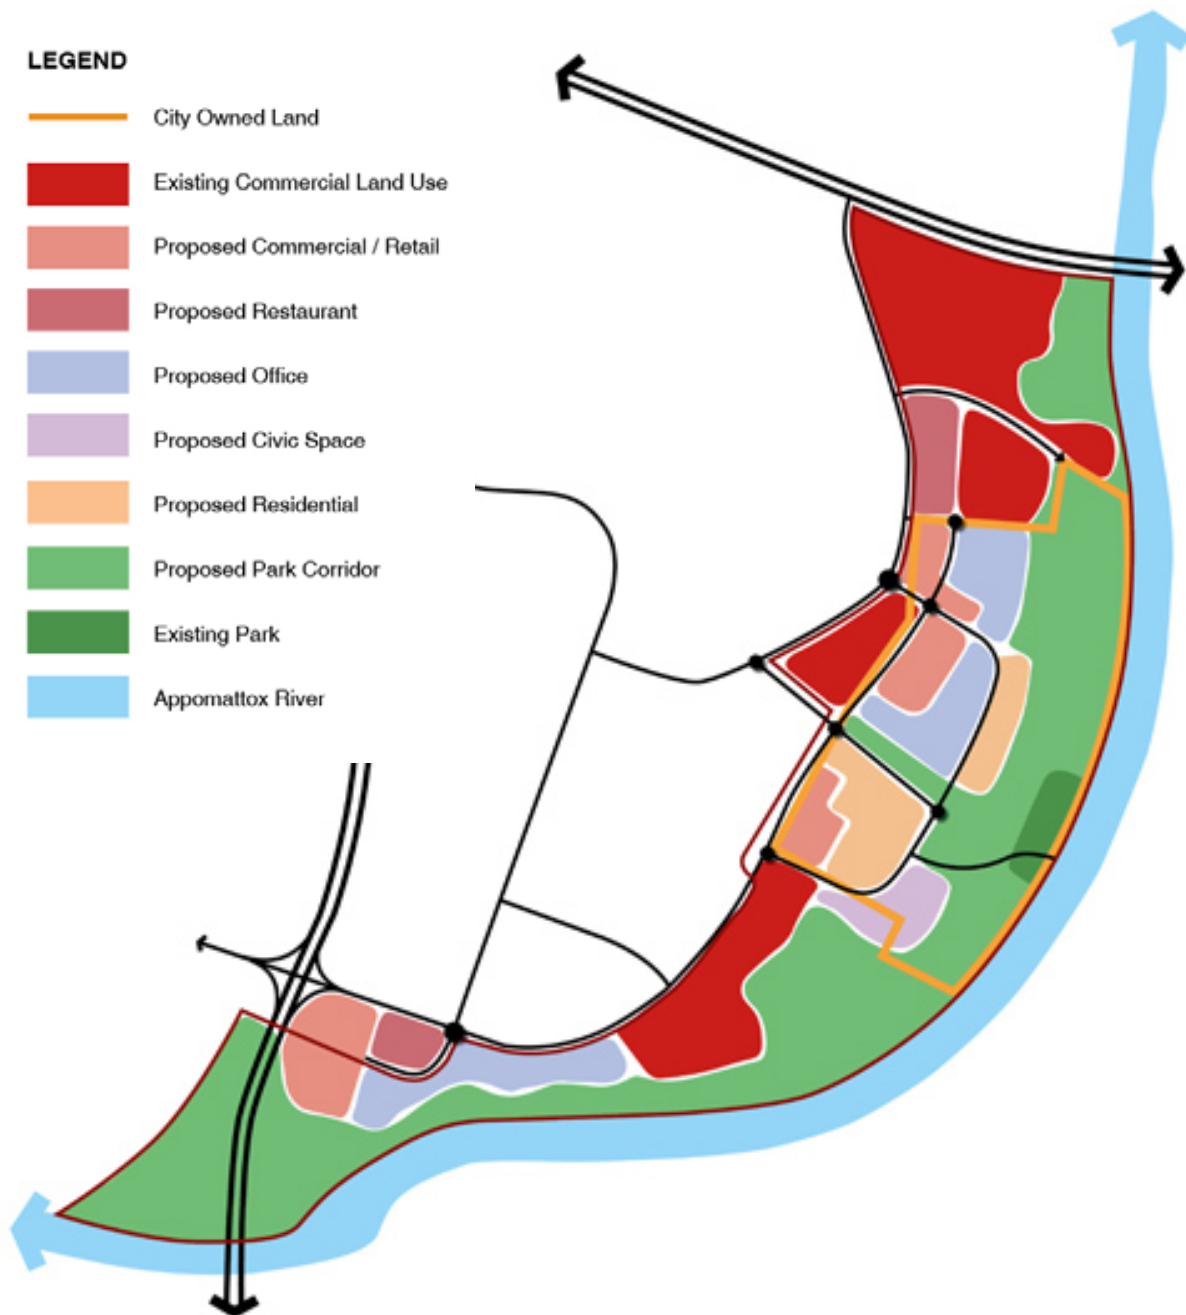 LEGEND
City Owned Land
Existing Commercial Land Use
Proposed Commercial / Retail
Proposed Restaurant
Proposed Office
Proposed Civic Space
Proposed Residential
Proposed Park Corridor
Existing Park
Appomattox River